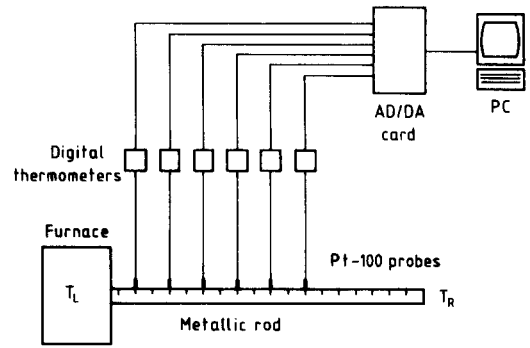 AD/DA
card
PC
Digital
thermometers
Furnace
Pt-100 probes
T_L
T_R
Metallic rod